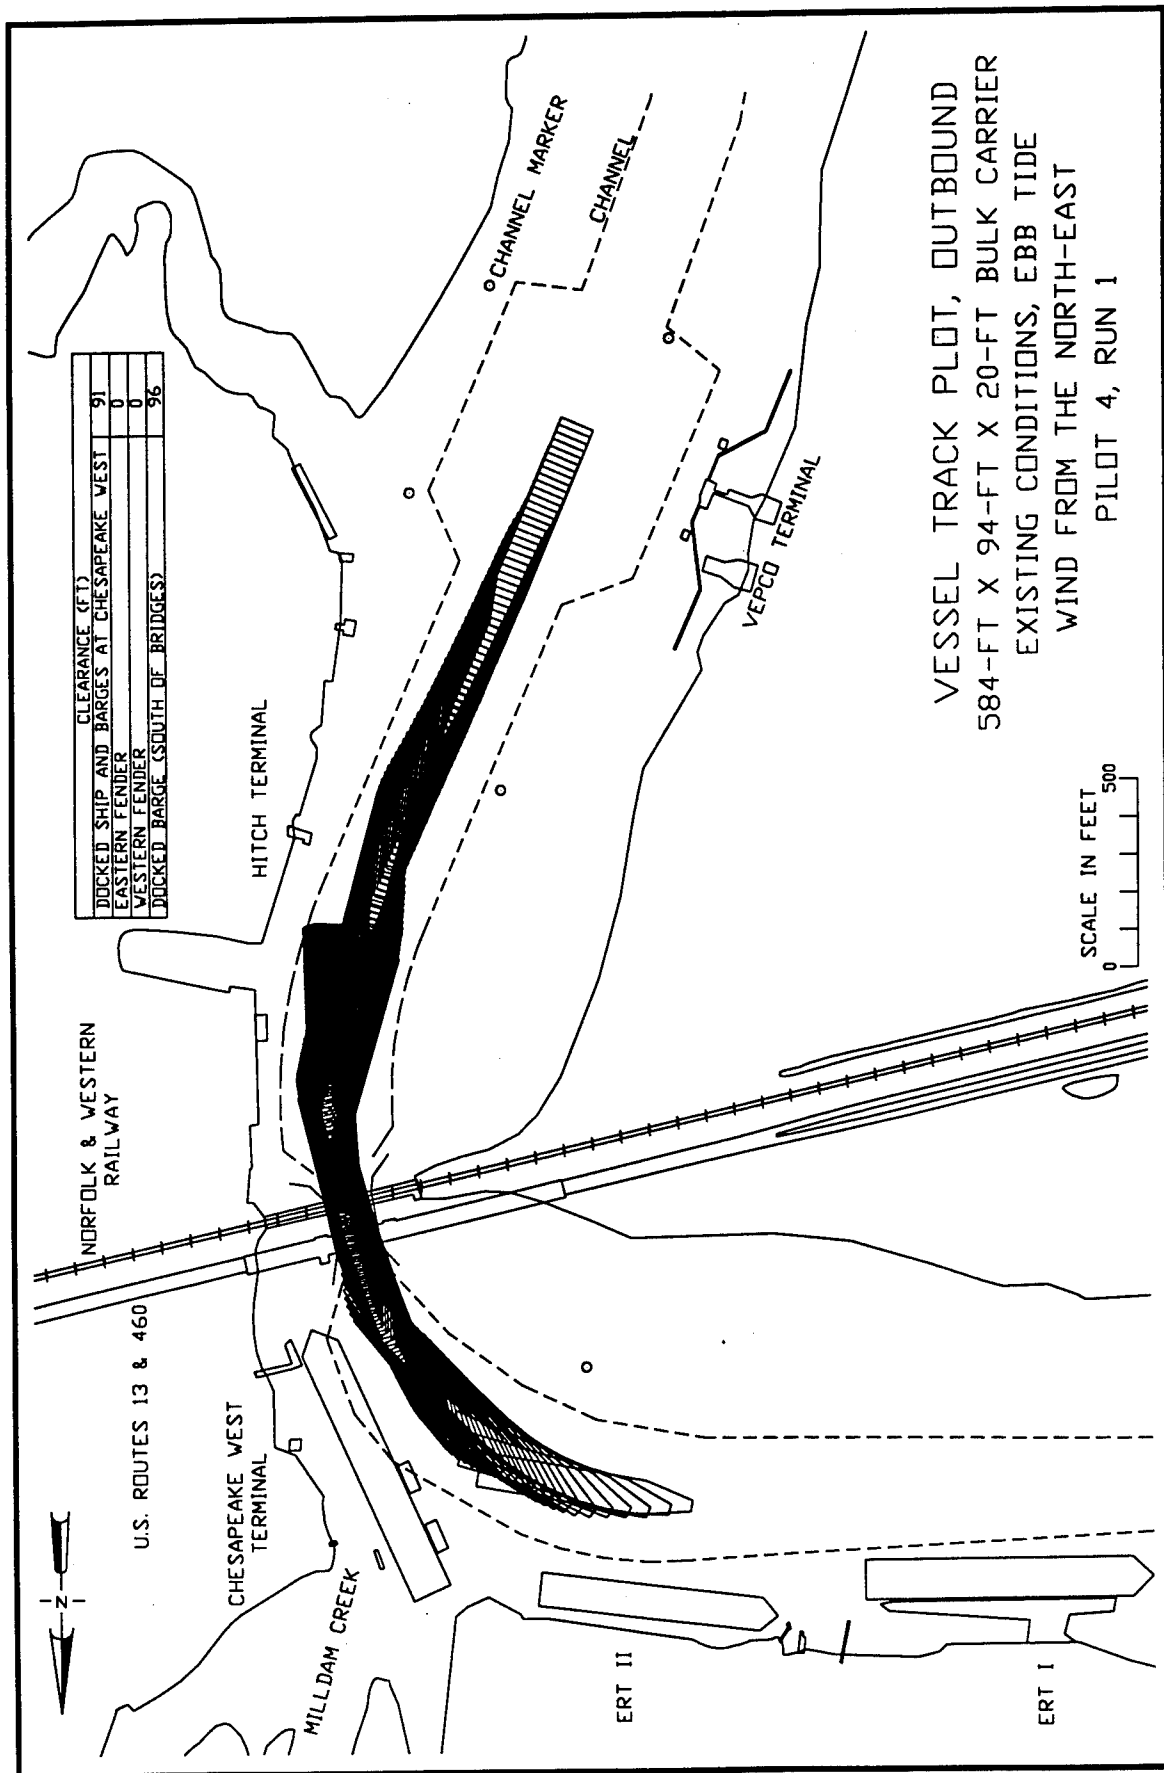 CLEARANCE (FT)
DOCKED SHIP AND BARGES AT CHESAPEAKE WEST 91
EASTERN FENDER 0
WESTERN FENDER 0
DOCKED BARGE (SOUTH OF BRIDGES) 96
N
U.S. ROUTES 13 & 460
NORFOLK & WESTERN
RAILWAY
HITCH TERMINAL
CHESAPEAKE WEST
TERMINAL
MILLDAM CREEK
CHANNEL MARKER
CHANNEL
VEPCO TERMINAL
ERT II
ERT I
SCALE IN FEET
0 500
VESSEL TRACK PLOT, OUTBOUND
584-FT X 94-FT X 20-FT BULK CARRIER
EXISTING CONDITIONS, EBB TIDE
WIND FROM THE NORTH-EAST
PILOT 4, RUN 1